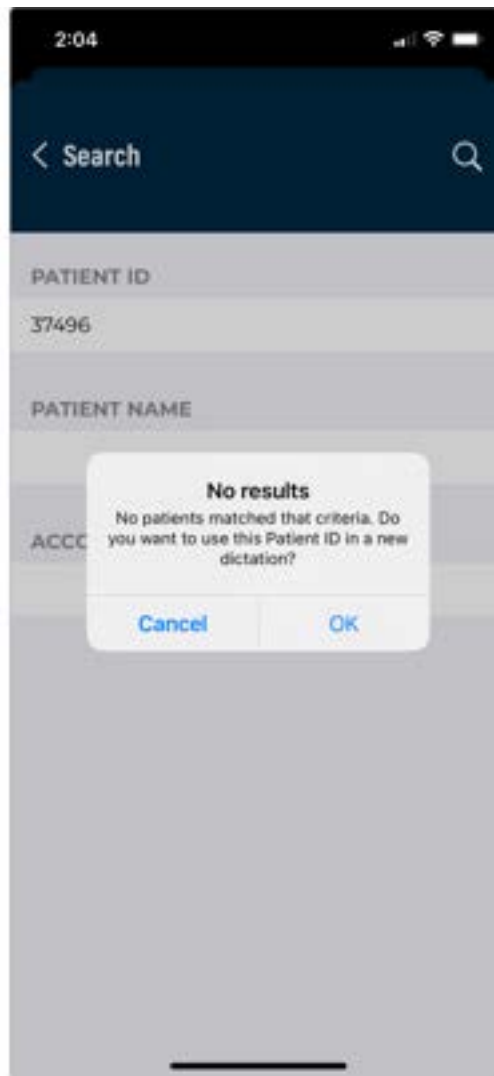 2:04
Search
PATIENT ID
37496
PATIENT NAME
No results
No patients matched that criteria. Do
you want to use this Patient ID in a new
dictation?
ACCC
Cancel
OK